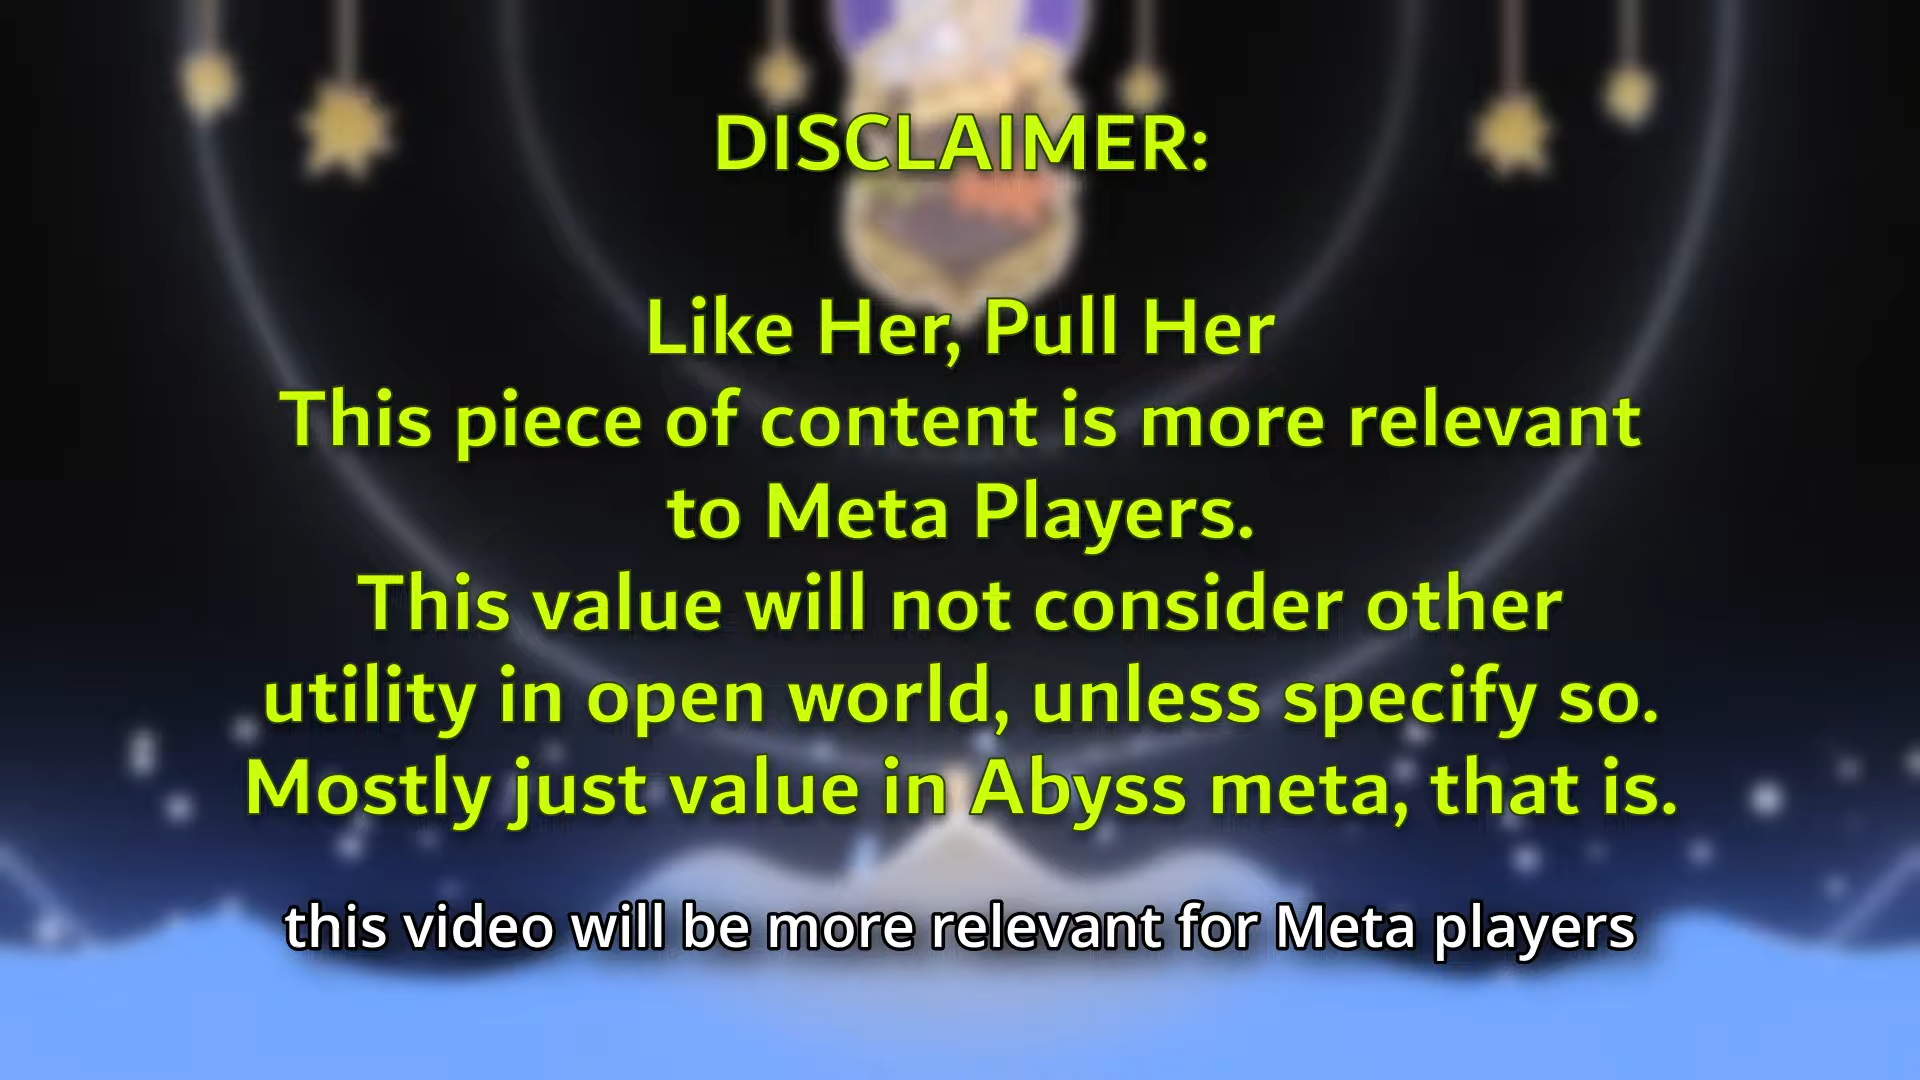 DISCLAIMER:
Like Her, Pull Her
This piece of content is more relevant
to Meta Players.
This value will not consider other
utility in open world, unless specify so.
Mostly just value in Abyss meta, that is.
this video will be more relevant for Meta players